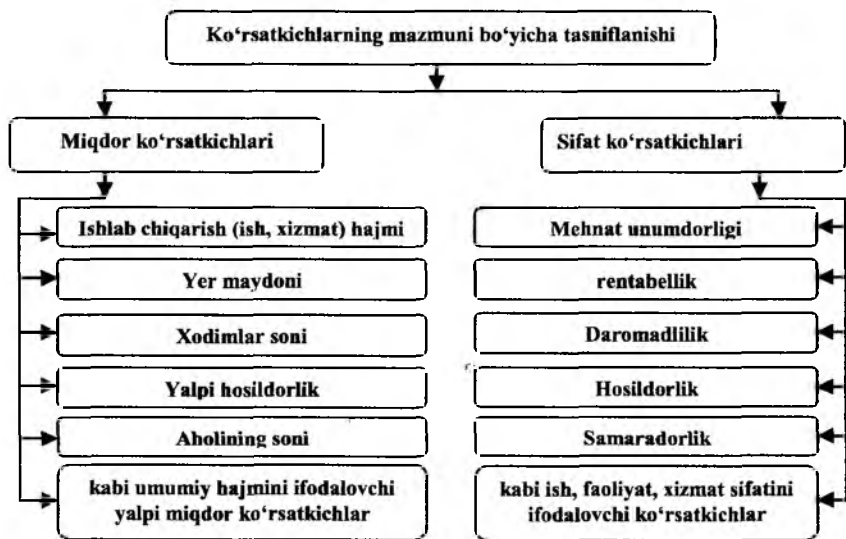 Ko‘rsatkichlarning mazmuni bo‘yicha tasniflanishi
Miqdor ko‘rsatkichlari
Ishlab chiqarish (ish, xizmat) hajmi
Yer maydoni
Xodimlar soni
Yalpi hosildorlik
Aholining soni
kabi umumiy hajmini ifodalovchi
yalpi miqdor ko‘rsatkichlar
Sifat ko‘rsatkichlari
Mehnat unumdorligi
rentabellik
Daromadlilik
Hosildorlik
Samaradorlik
kabi ish, faoliyat, xizmat sifatini
ifodalovchi ko‘rsatkichlar